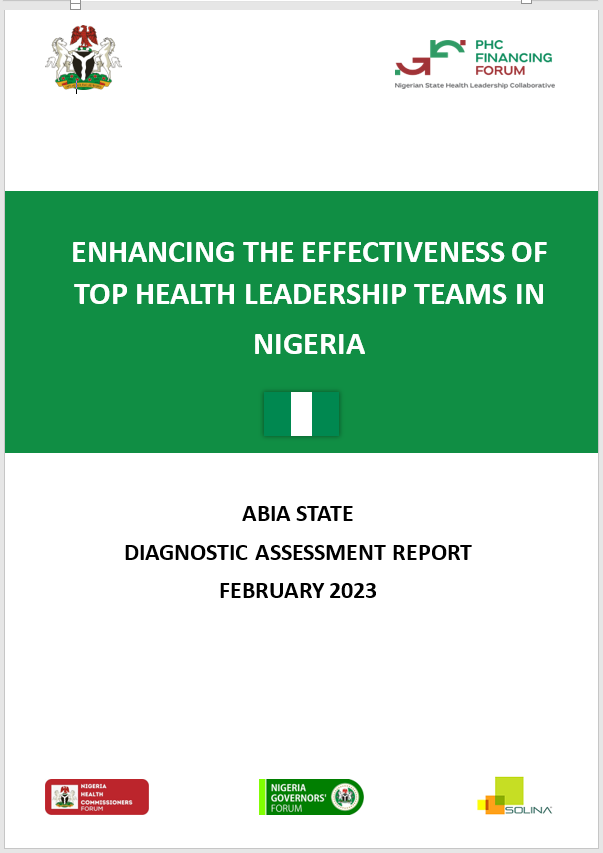 PHC
FINANCING
FORUM
Nigerian State Health Leadership Collaborative
ENHANCING THE EFFECTIVENESS OF
TOP HEALTH LEADERSHIP TEAMS IN
NIGERIA
ABIA STATE
DIAGNOSTIC ASSESSMENT REPORT
FEBRUARY 2023
NIGERIA
HEALTH
COMMISSIONERS
FORUM
NIGERIA
GOVERNORS'
FORUM
SOLINA